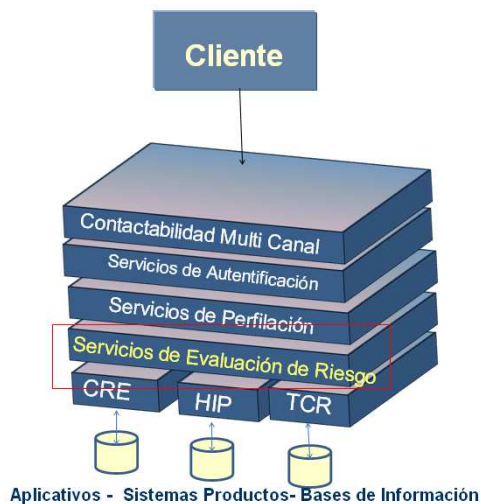 Cliente
Contactabilidad Multi Canal
Servicios de Autentificación
Servicios de Perfilación
Servicios de Evaluación de Riesgo
CRE HIP TCR
Aplicativos - Sistemas Productos- Bases de Información